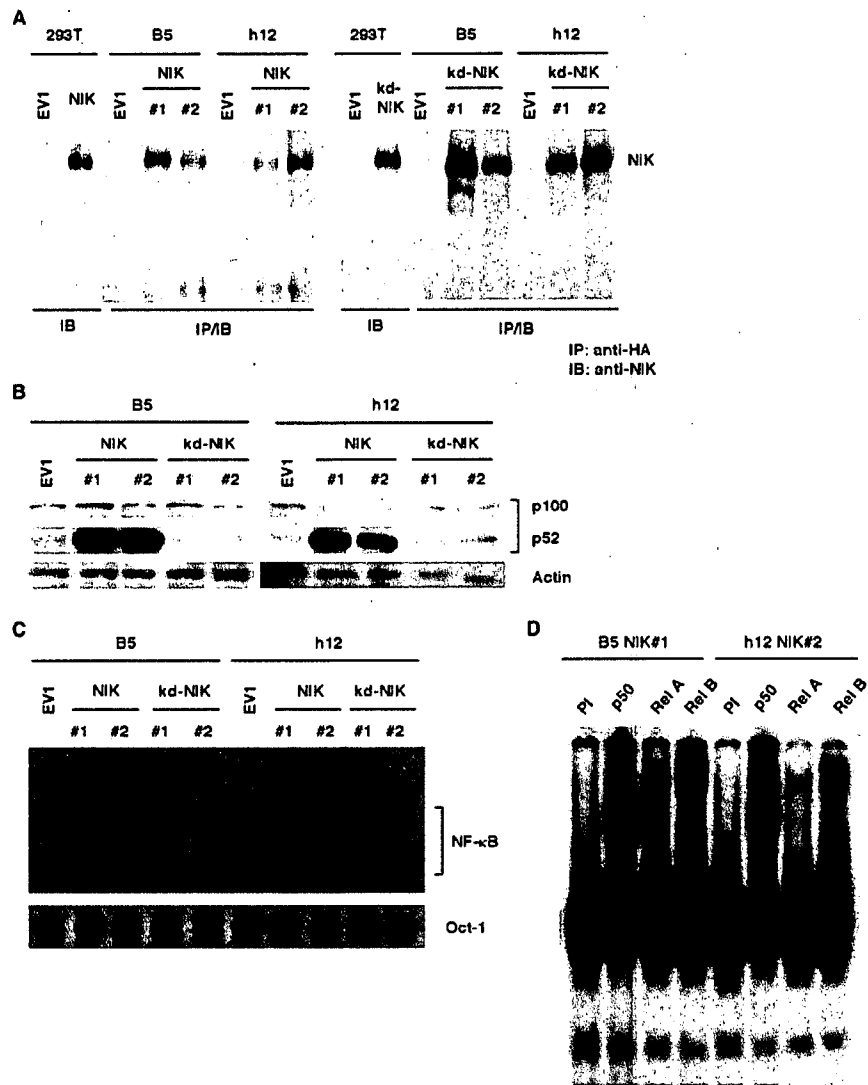 A
293T B5 h12 293T B5 h12
NIK NIK kd-NIK kd-NIK
EV1 NIK EV1 #1 #2 EV1 #1 #2 EV1 kd-NIK EV1 #1 #2 EV1 #1 #2
NIK
IB IP/IB IB IP/IB
IP: anti-HA
IB: anti-NIK
B
B5 h12
NIK kd-NIK NIK kd-NIK
EV1 #1 #2 #1 #2 EV1 #1 #2 #1 #2
p100
p52
Actin
C
B5 h12
NIK kd-NIK NIK kd-NIK
EV1 #1 #2 #1 #2 EV1 #1 #2 #1 #2
NF-κB
Oct-1
D
B5 NIK#1 h12 NIK#2
PI p50 Rel A Rel B PI p50 Rel A Rel B